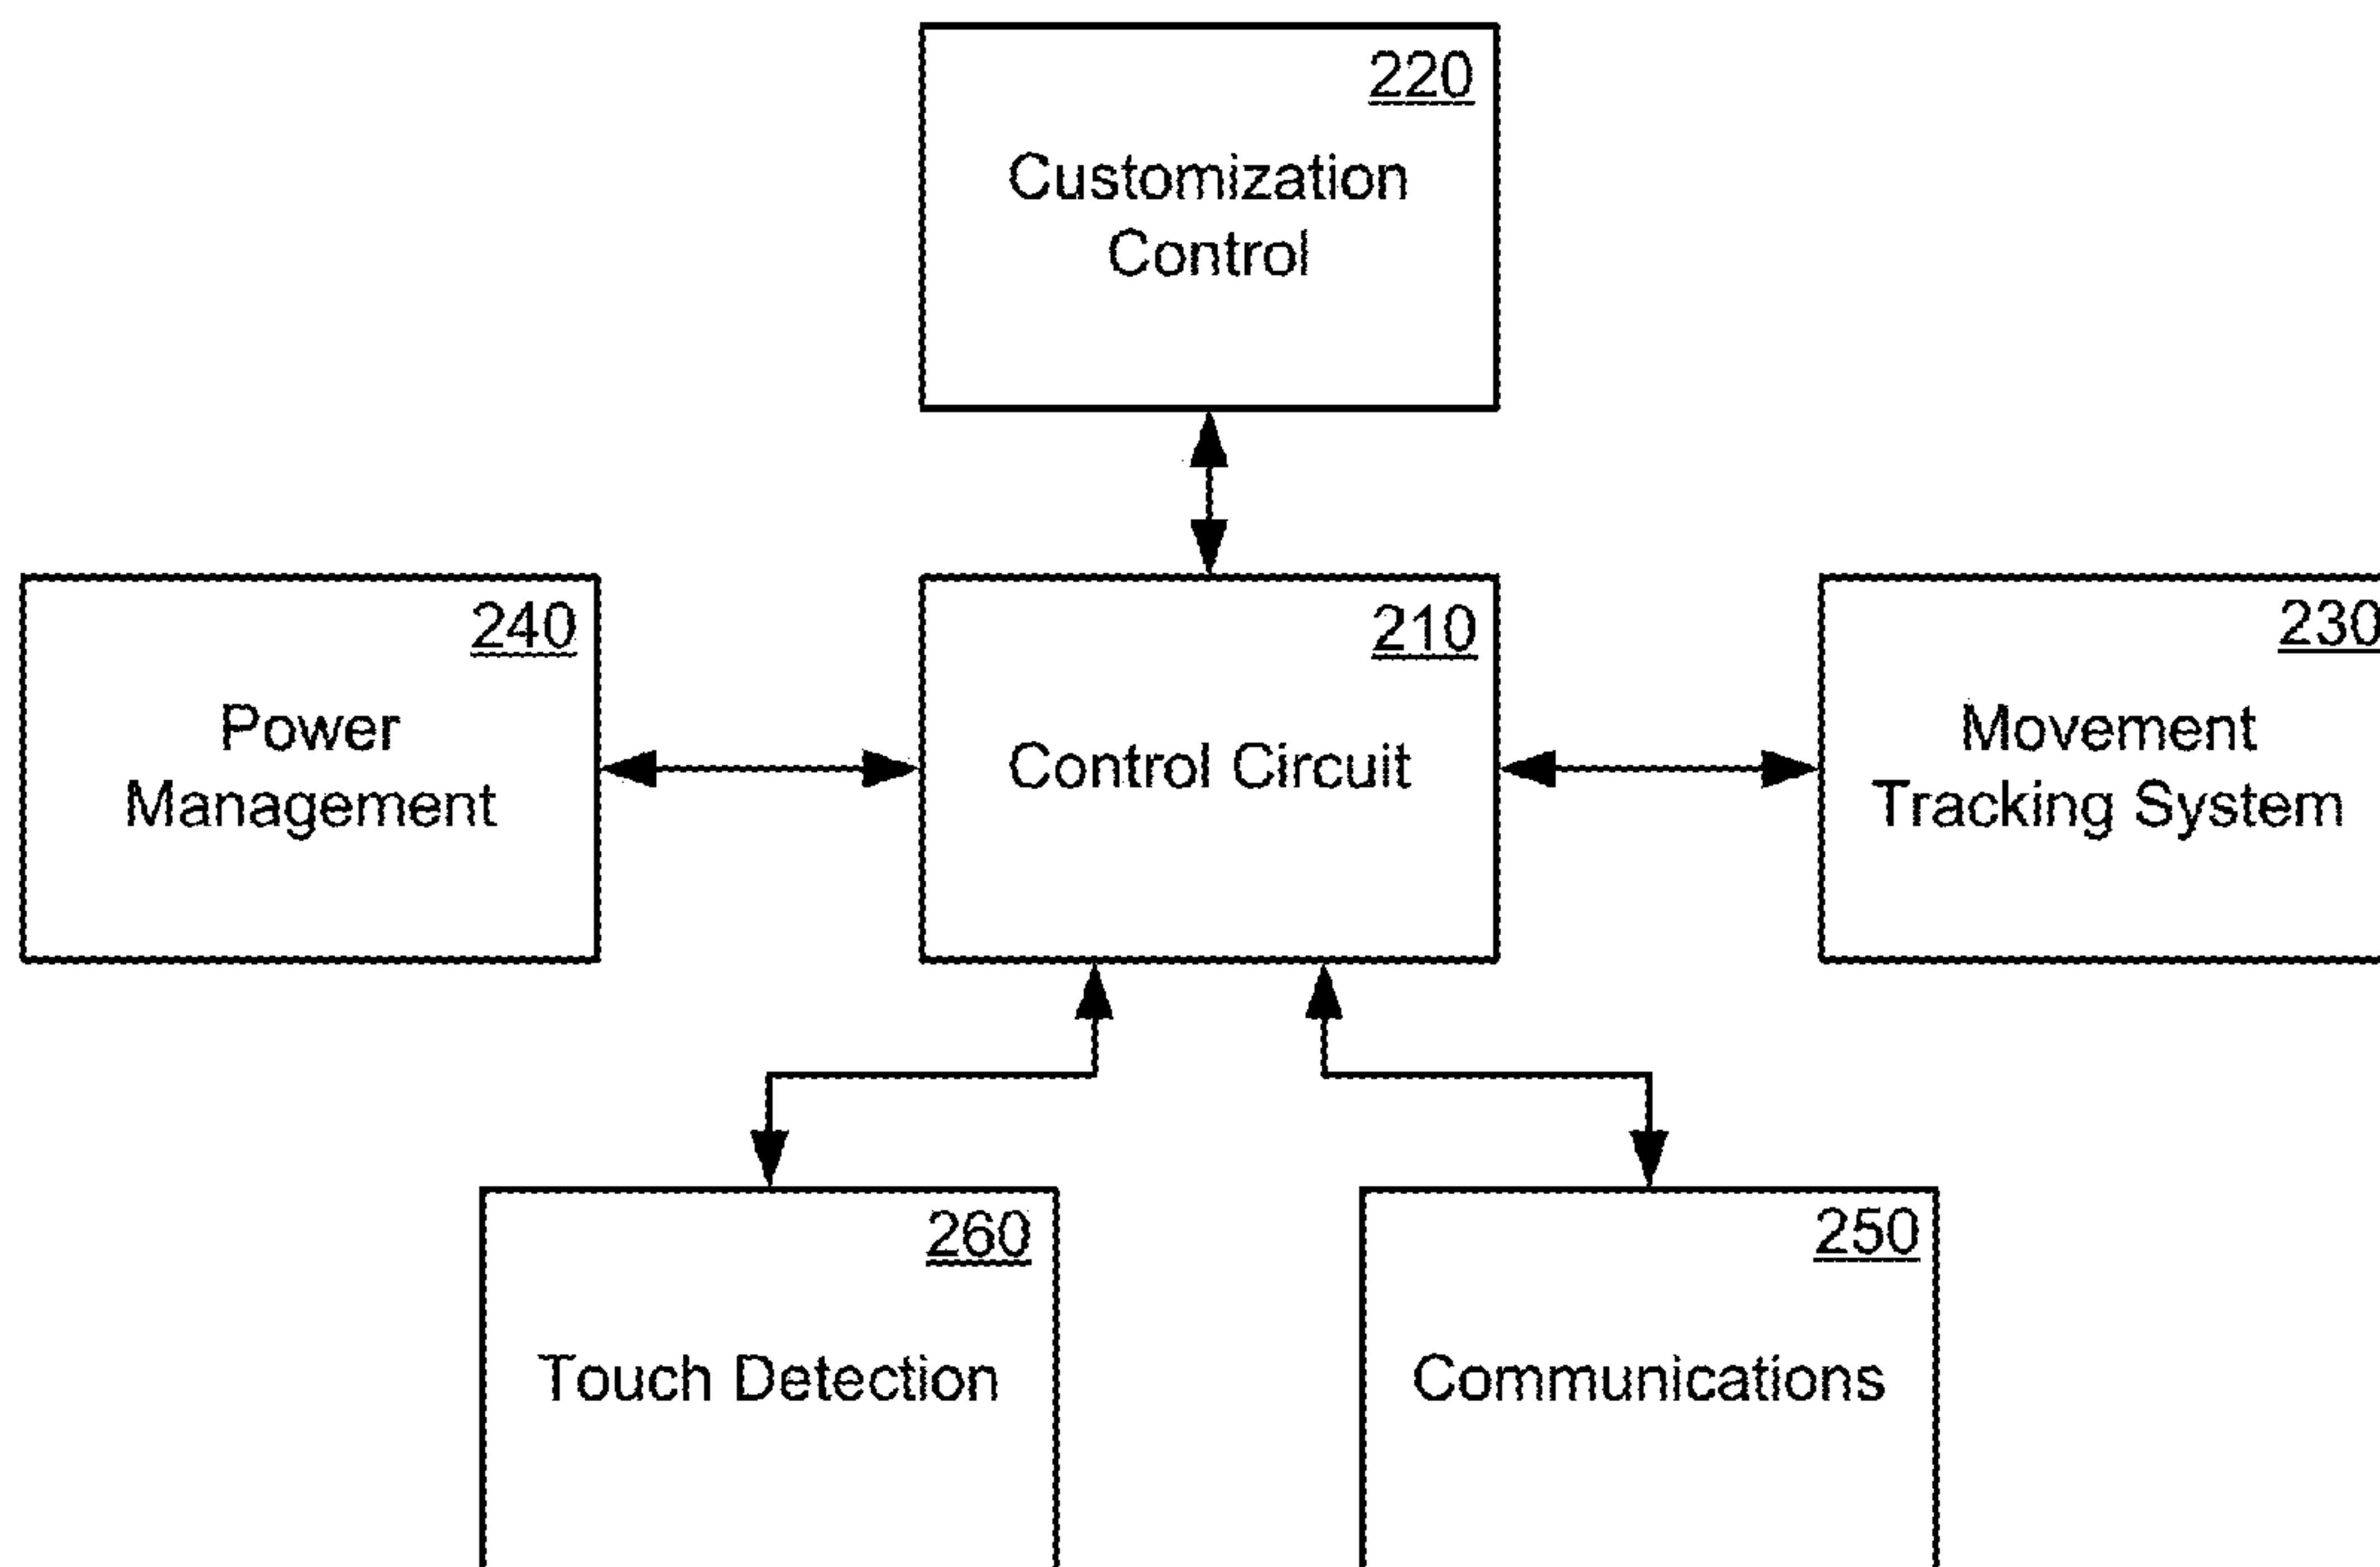 220
Customization
Control
240
Power
Management
210
Control Circuit
230
Movement
Tracking System
260
Touch Detection
250
Communications